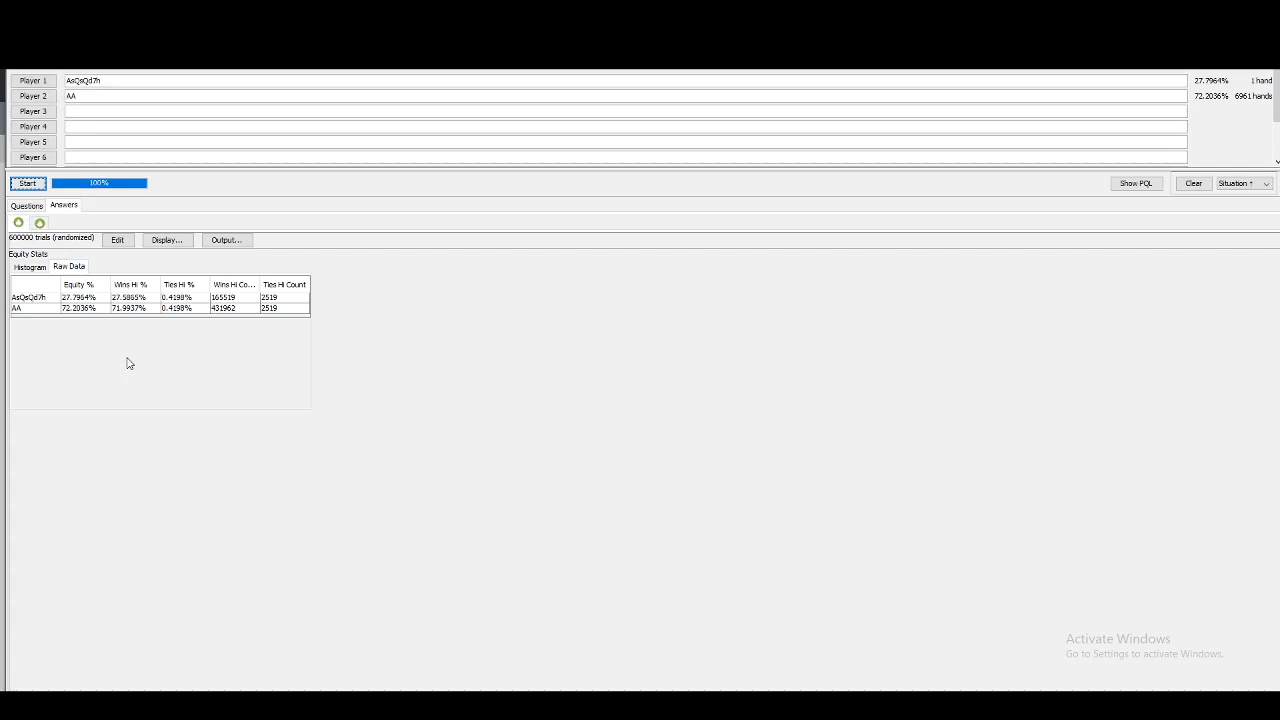 Player 1 AsQsQd7h 27.7964% 1 hand
Player 2 AA 72.2036% 6961 hands
Player 3
Player 4
Player 5
Player 6
Start 100% Show PQL Clear Situation ↑
Questions Answers
600000 trials (randomized) Edit Display... Output...
Equity Stats
Histogram Raw Data
Equity % Wins Hi % Ties Hi % Wins Hi Co... Ties Hi Count
AsQsQd7h 27.7964% 27.5865% 0.4198% 165519 2519
AA 72.2036% 71.9937% 0.4198% 431962 2519
Activate Windows
Go to Settings to activate Windows.